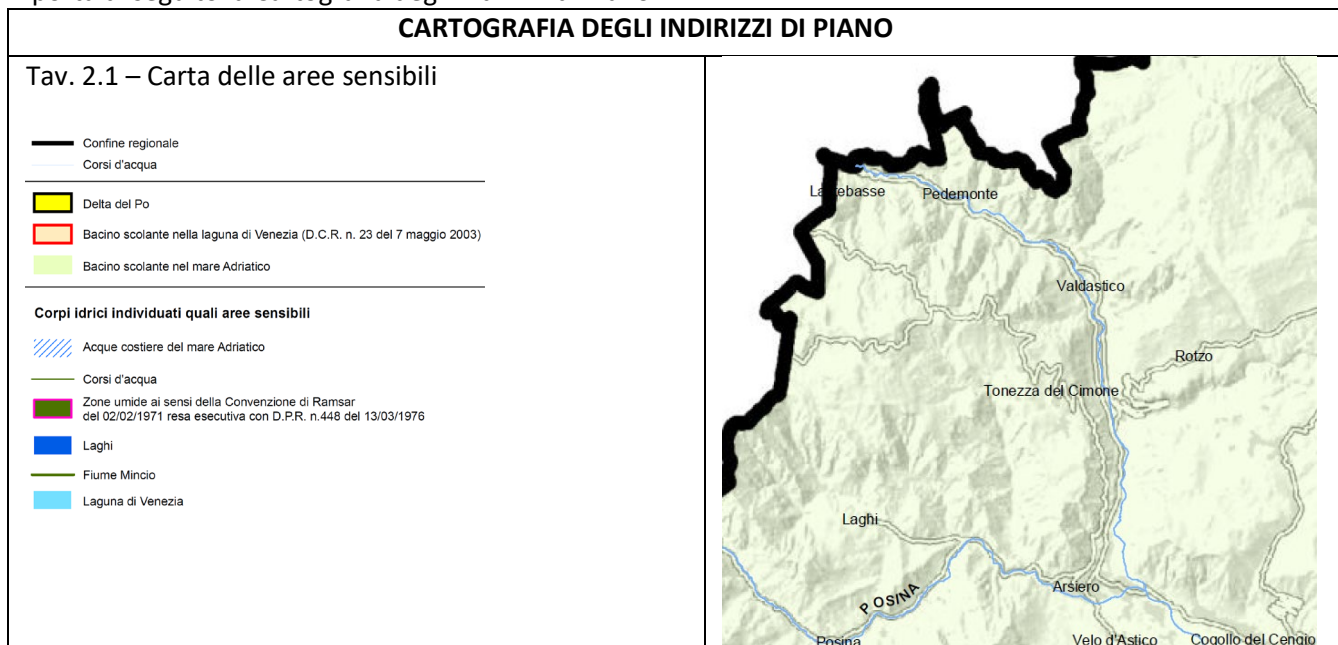 CARTOGRAFIA DEGLI INDIRIZZI DI PIANO
Tav. 2.1 – Carta delle aree sensibili
Confine regionale
Corsi d'acqua
Delta del Po
Bacino scolante nella laguna di Venezia (D.C.R. n. 23 del 7 maggio 2003)
Bacino scolante nel mare Adriatico
Corpi idrici individuati quali aree sensibili
Acque costiere del mare Adriatico
Corsi d'acqua
Zone umide ai sensi della Convenzione di Ramsar
del 02/02/1971 resa esecutiva con D.P.R. n.448 del 13/03/1976
Laghi
Fiume Mincio
Laguna di Venezia
Lastebasse
Pedemonte
Valdastico
Rotzo
Tonezza del Cimone
Laghi
Arsiero
POSINA
Posina
Velo d'Astico
Cogollo del Cengio